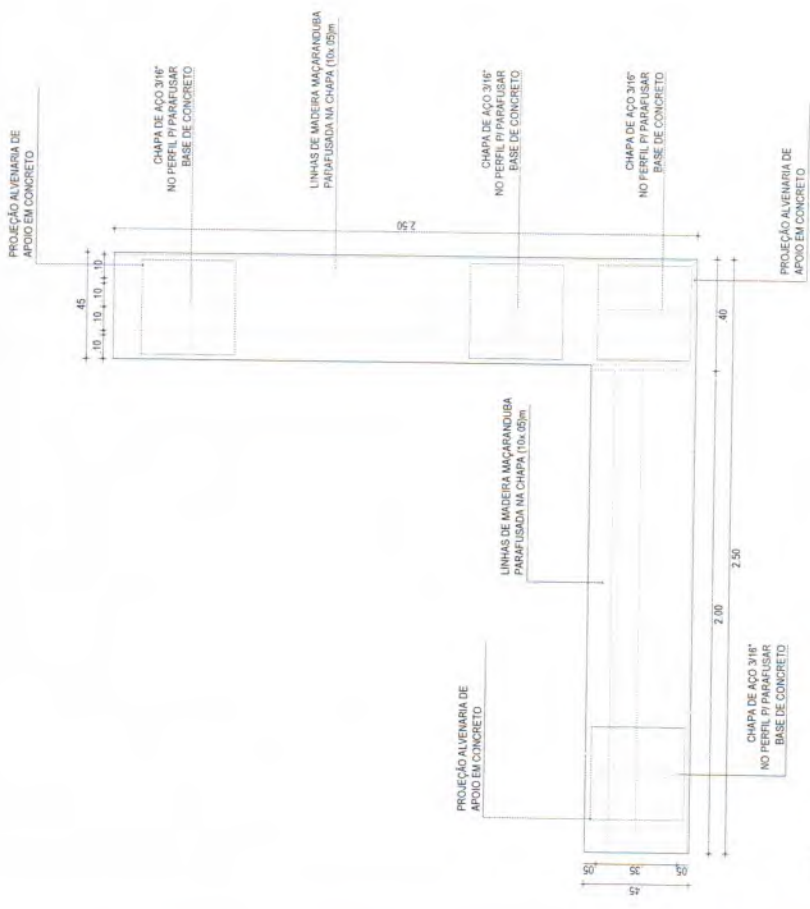 PROJEÇÃO ALVENARIA DE
APOIO EM CONCRETO
CHAPA DE AÇO 3/16"
NO PERFIL P/ PARAFUSAR
BASE DE CONCRETO
LINHAS DE MADEIRA MAÇARANDUBA
PARAFUSADA NA CHAPA (10x.05)m
CHAPA DE AÇO 3/16"
NO PERFIL P/ PARAFUSAR
BASE DE CONCRETO
CHAPA DE AÇO 3/16"
NO PERFIL P/ PARAFUSAR
BASE DE CONCRETO
PROJEÇÃO ALVENARIA DE
APOIO EM CONCRETO
.45
.10 .10 .10 .10
2.50
LINHAS DE MADEIRA MAÇARANDUBA
PARAFUSADA NA CHAPA (10x.05)m
.40
2.00
2.50
PROJEÇÃO ALVENARIA DE
APOIO EM CONCRETO
CHAPA DE AÇO 3/16"
NO PERFIL P/ PARAFUSAR
BASE DE CONCRETO
.05 .35 .05
.45